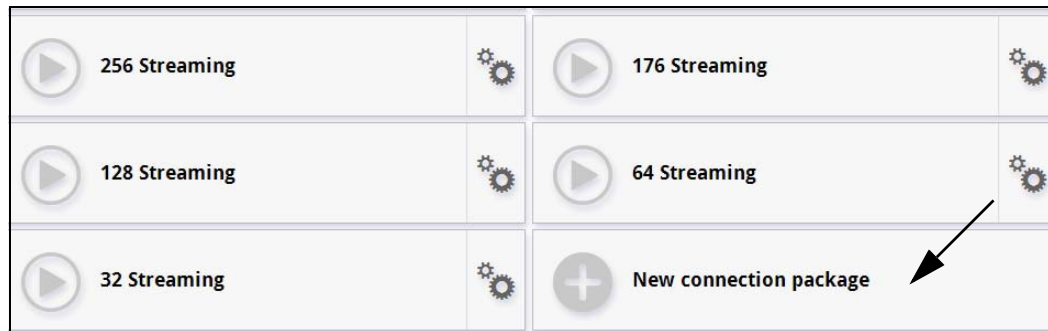 256 Streaming
176 Streaming
128 Streaming
64 Streaming
32 Streaming
New connection package